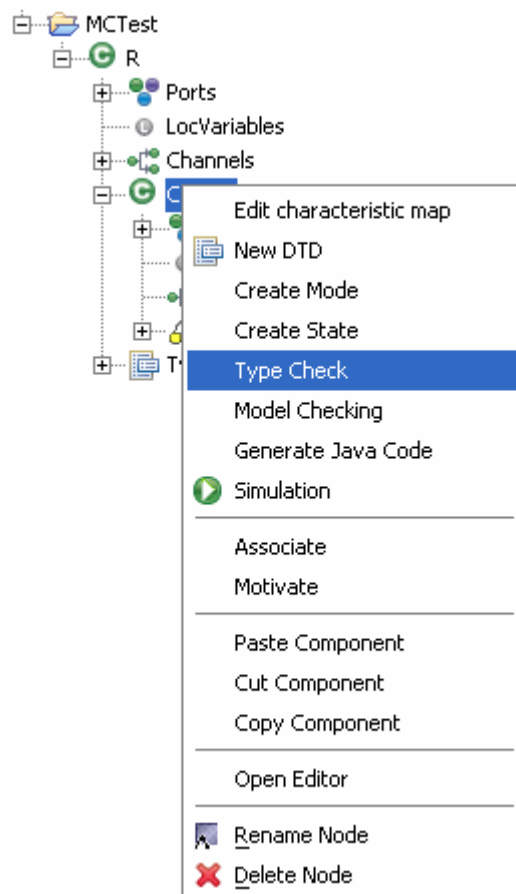 MCTest
R
Ports
LocVariables
Channels
Edit characteristic map
New DTD
Create Mode
Create State
Type Check
Model Checking
Generate Java Code
Simulation
Associate
Motivate
Paste Component
Cut Component
Copy Component
Open Editor
Rename Node
Delete Node